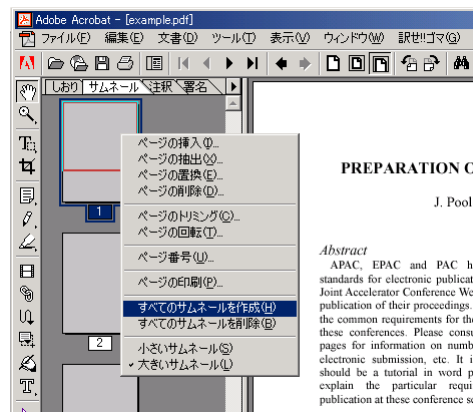 Adobe Acrobat - [example.pdf]
ファイル(F) 編集(E) 文書(D) ツール(T) 表示(V) ウィンドウ(W) 訳せ!!ゴマ(G)
しおり サムネール 注釈 署名
ページの挿入(I)...
ページの抽出(X)...
ページの置換(E)...
ページの削除(D)...
ページのトリミング(C)...
ページの回転(T)...
ページ番号(U)...
ページの印刷(P)...
すべてのサムネールを作成(H)
すべてのサムネールを削除(B)
小さいサムネール(S)
大きいサムネール(L)
1
2
PREPARATION O
J. Pool
Abstract
APAC, EPAC and PAC h
standards for electronic publicat
Joint Accelerator Conference We
publication of their proceedings.
the common requirements for the
these conferences. Please consu
pages for information on numb
electronic submission, etc. It i
should be a tutorial in word p
explain the particular requi
publication at these conference se